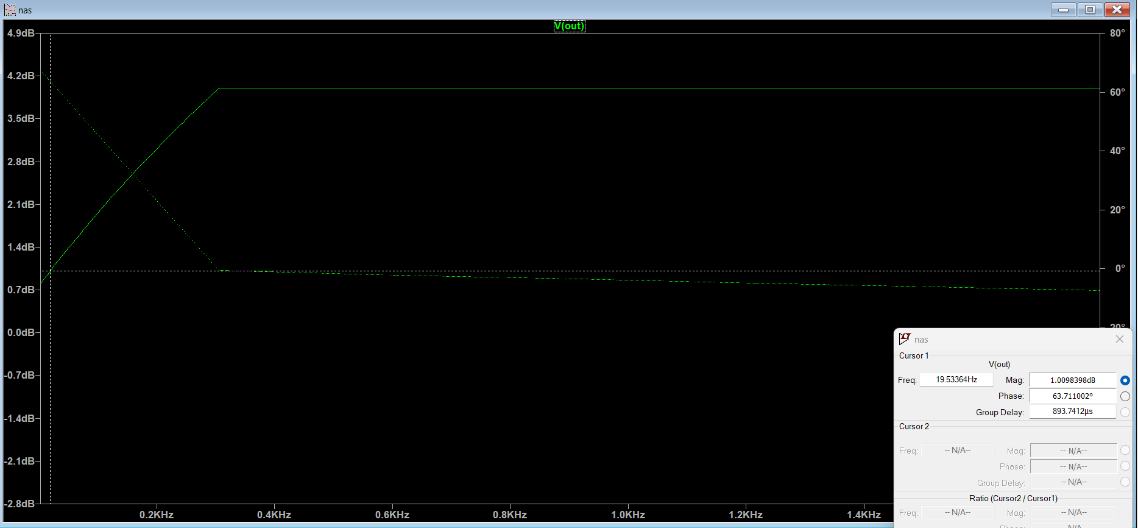 nas
V(out)
4.9dB
4.2dB
3.5dB
2.8dB
2.1dB
1.4dB
0.7dB
0.0dB
-0.7dB
-1.4dB
-2.1dB
-2.8dB
80°
60°
40°
20°
0°
0.2KHz 0.4KHz 0.6KHz 0.8KHz 1.0KHz 1.2KHz 1.4KHz
nas
Cursor 1
V(out)
Freq: 19.53364Hz Mag: 1.0098398dB
Phase: 63.711002°
Group Delay: 893.7412µs
Cursor 2
Freq: -- N/A-- Mag: -- N/A--
Phase: -- N/A--
Group Delay: -- N/A--
Ratio (Cursor2 / Cursor1)
Freq: -- N/A-- Mag: -- N/A--